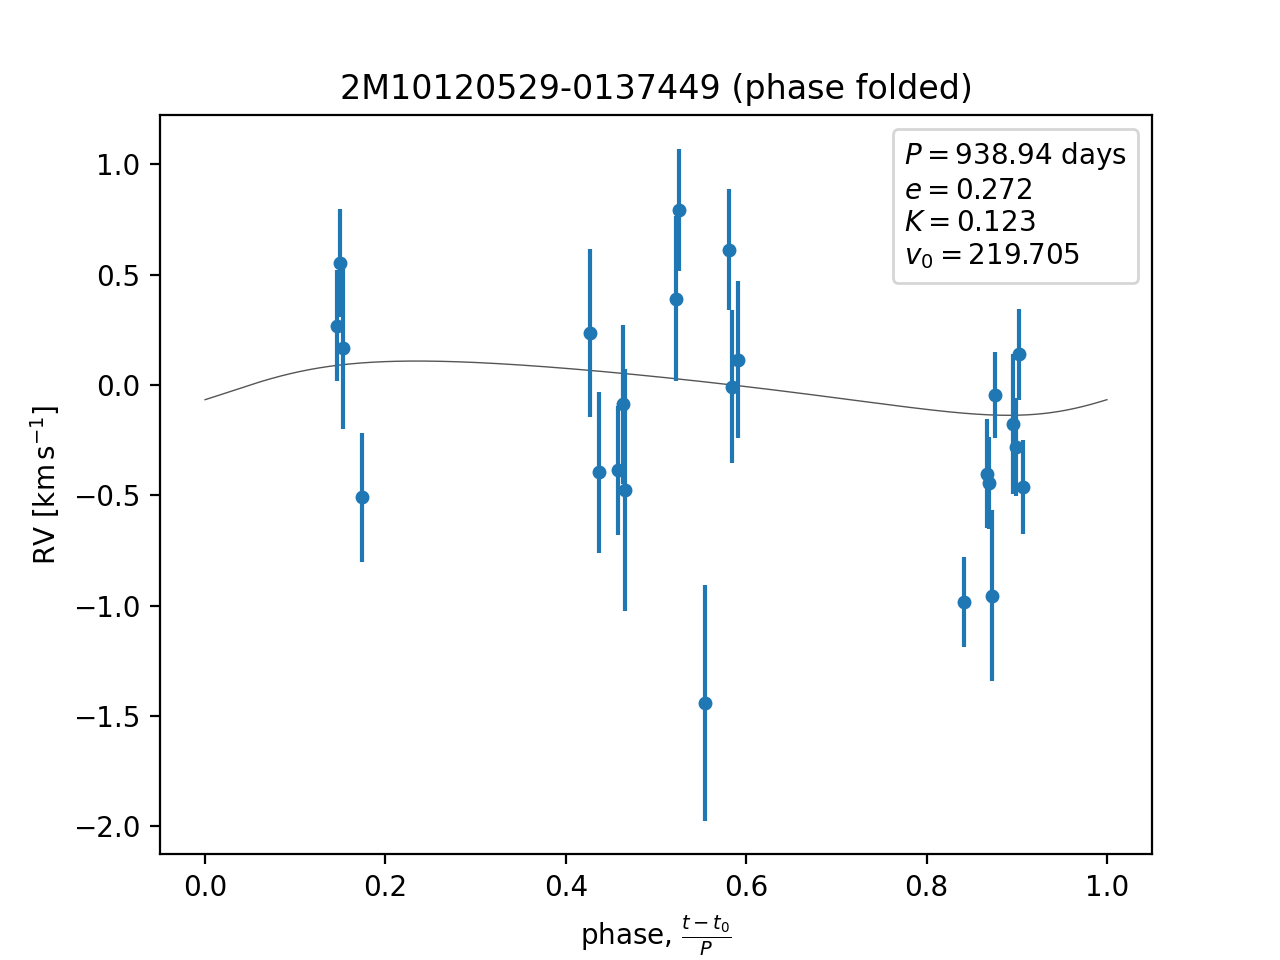 2M10120529-0137449 (phase folded)
P = 938.94 days
e = 0.272
K = 0.123
v₀ = 219.705
1.0
0.5
0.0
−0.5
−1.0
−1.5
−2.0
RV [km s⁻¹]
0.0 0.2 0.4 0.6 0.8 1.0
phase, (t − t₀)/P